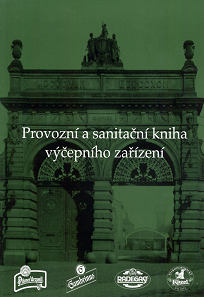 Provozní a sanitační kniha
výčepního zařízení
Pilsner Urquell
Gambrinus
RADEGAST
Kozel